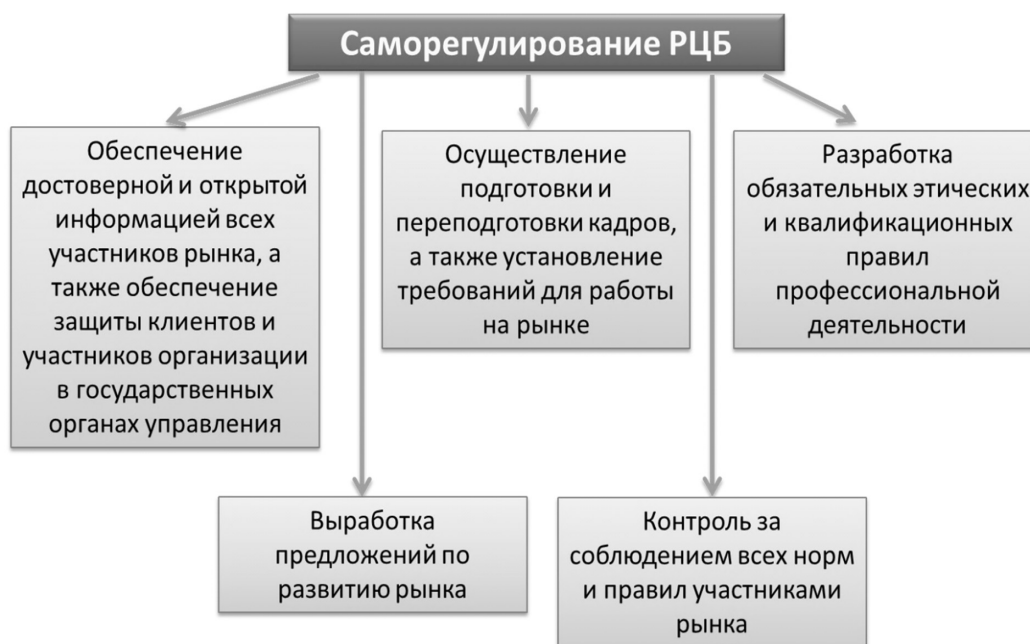 Саморегулирование РЦБ
Обеспечение
достоверной и открытой
информацией всех
участников рынка, а
также обеспечение
защиты клиентов и
участников организации
в государственных
органах управления
Осуществление
подготовки и
переподготовки кадров,
а также установление
требований для работы
на рынке
Разработка
обязательных этических
и квалификационных
правил
профессиональной
деятельности
Выработка
предложений по
развитию рынка
Контроль за
соблюдением всех норм
и правил участниками
рынка